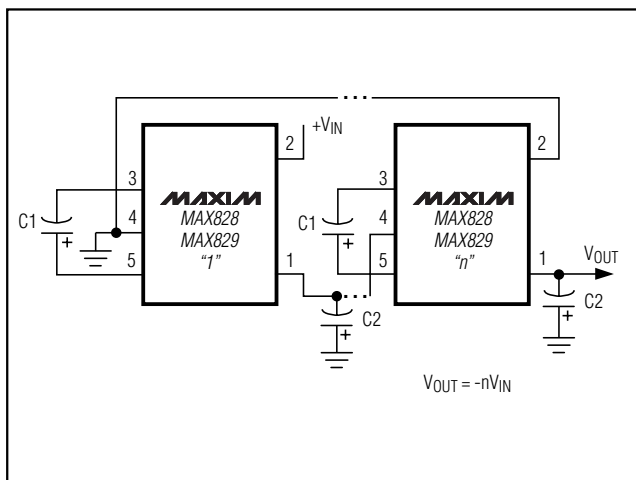 +VIN
2
2
3
MAXIM
MAX828
MAX829
"1"
C1
+
4
5
1
3
MAXIM
MAX828
MAX829
"n"
C1
+
4
5
1
VOUT
C2
+
C2
+
VOUT = -nVIN